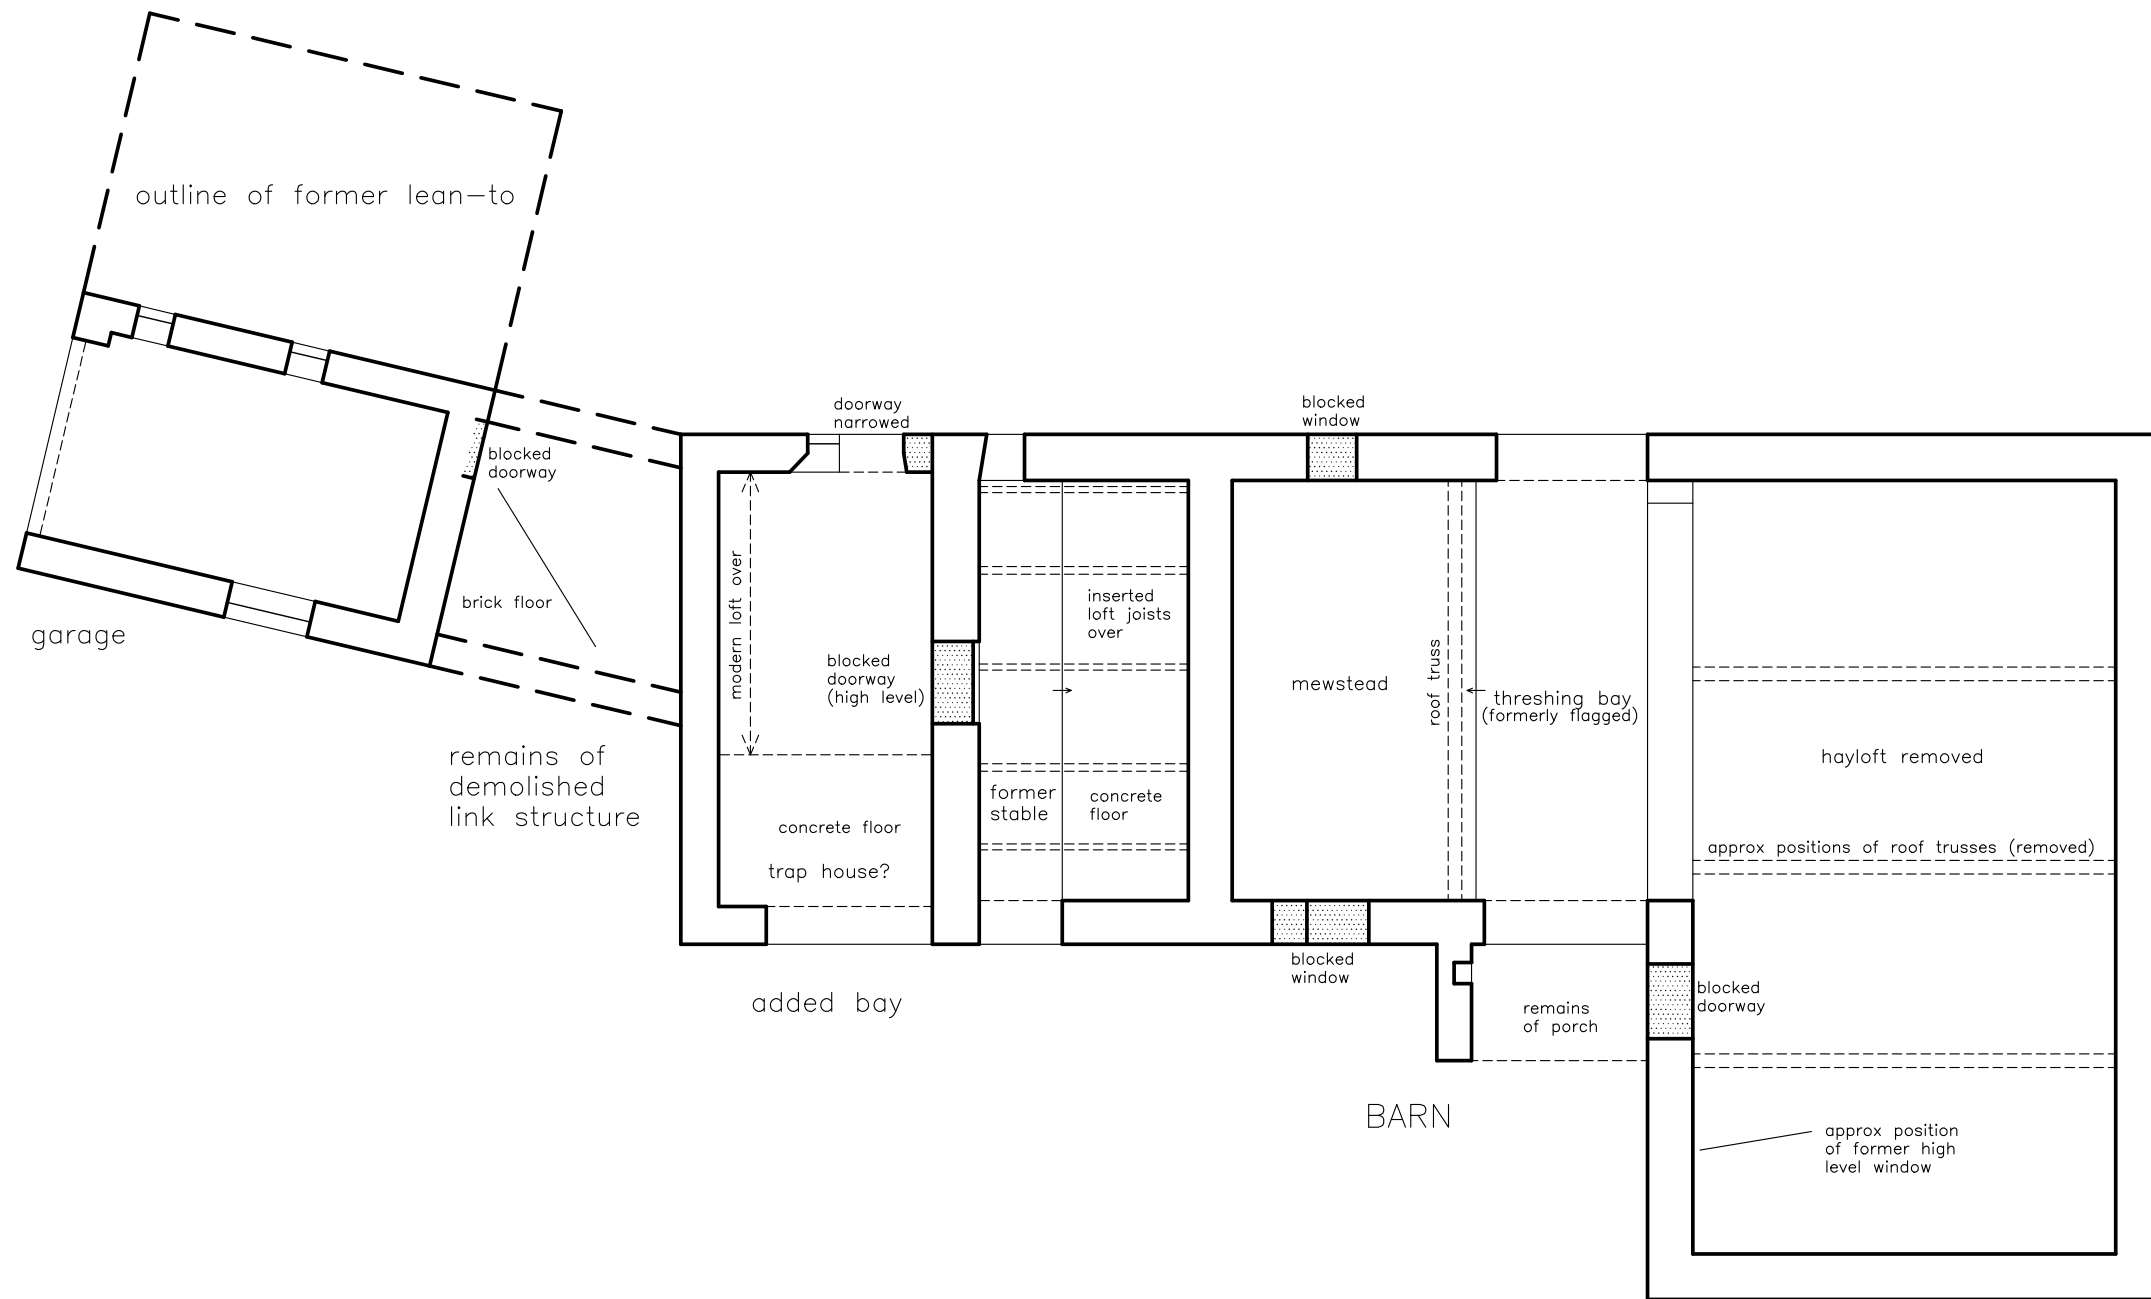 outline of former lean-to
doorway
narrowed
blocked
window
blocked
doorway
modern loft over
brick floor
inserted
loft joists
over
garage
blocked
doorway
(high level)
mewstead
roof truss
threshing bay
(formerly flagged)
remains of
demolished
link structure
hayloft removed
former
stable
concrete
floor
concrete floor
trap house?
approx positions of roof trusses (removed)
blocked
window
added bay
blocked
doorway
remains
of porch
BARN
approx position
of former high
level window